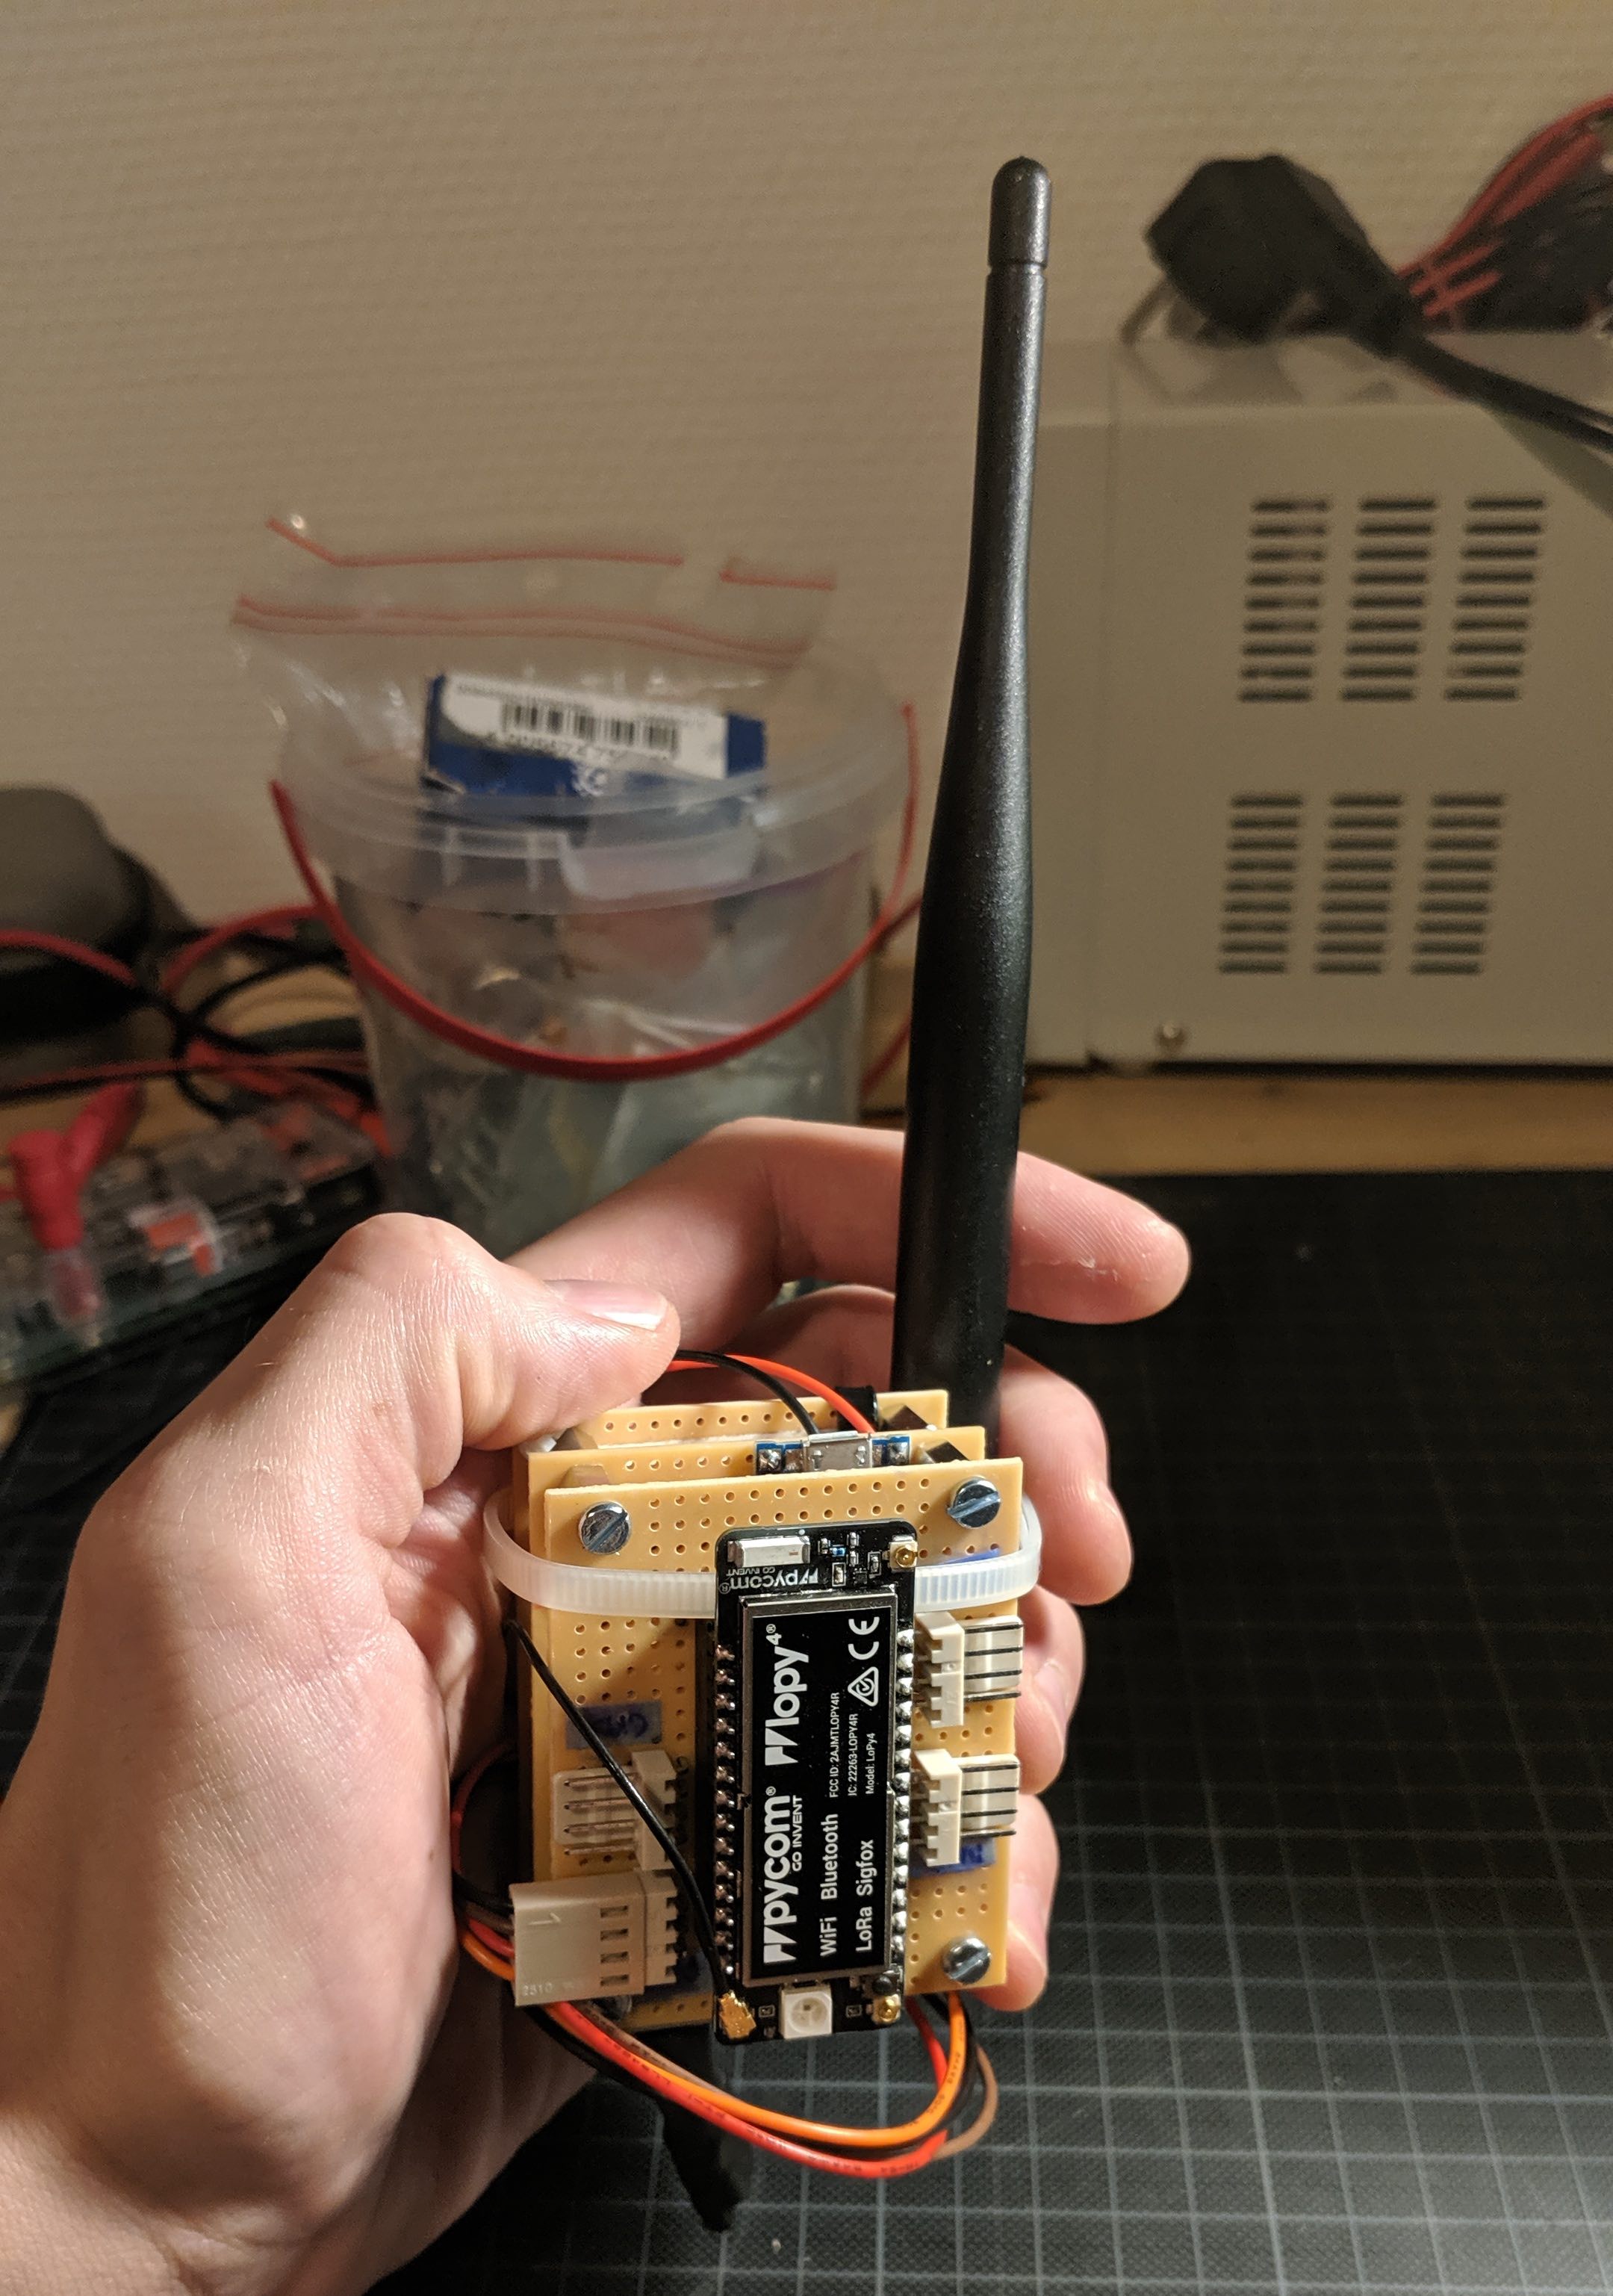 pycom®
GO INVENT
pycom® lopy4®
GO INVENT
WiFi Bluetooth
LoRa Sigfox
FCC ID: 2AJMTLOPY4R
IC: 22263-LOPY4R
Model: LoPy4
CE
2510